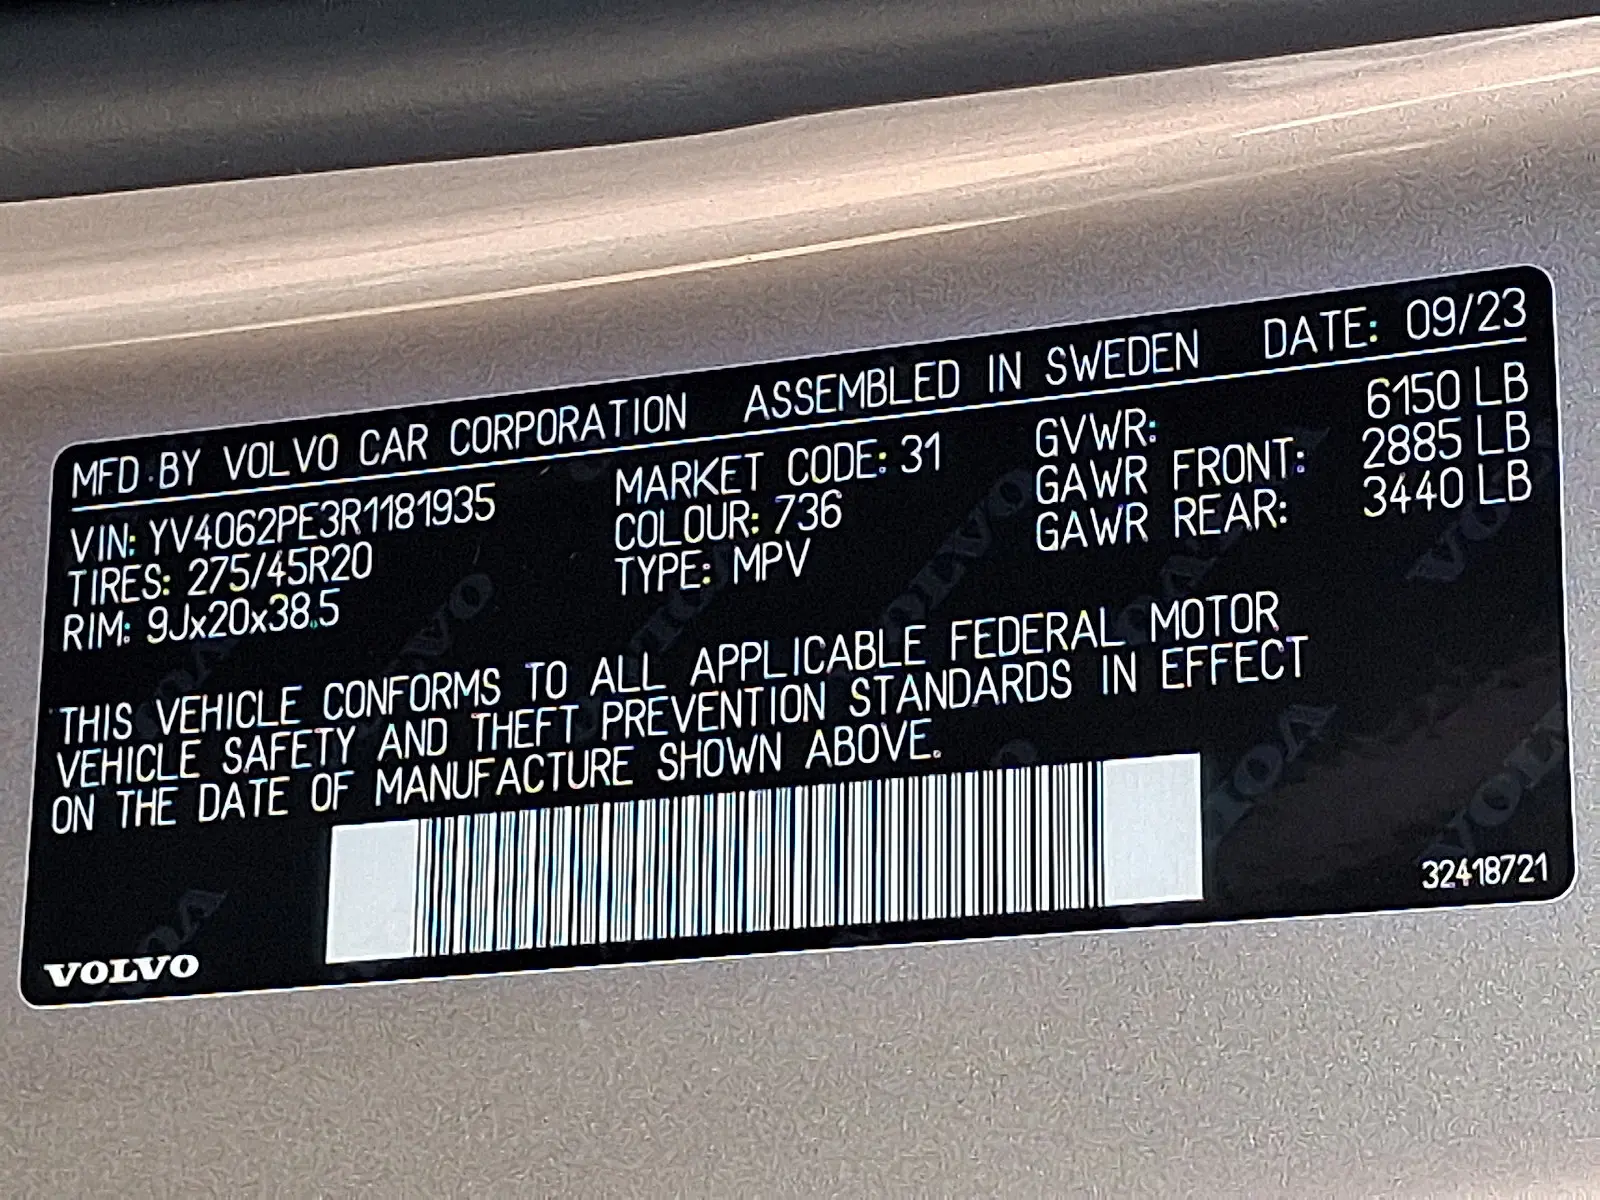 MFD BY VOLVO CAR CORPORATION ASSEMBLED IN SWEDEN DATE: 09/23
VIN: YV4062PE3R1181935 MARKET CODE: 31 GVWR: 6150 LB
TIRES: 275/45R20 COLOUR: 736 GAWR FRONT: 2885 LB
RIM: 9Jx20x38.5 TYPE: MPV GAWR REAR: 3440 LB
THIS VEHICLE CONFORMS TO ALL APPLICABLE FEDERAL MOTOR
VEHICLE SAFETY AND THEFT PREVENTION STANDARDS IN EFFECT
ON THE DATE OF MANUFACTURE SHOWN ABOVE.
32418721
VOLVO